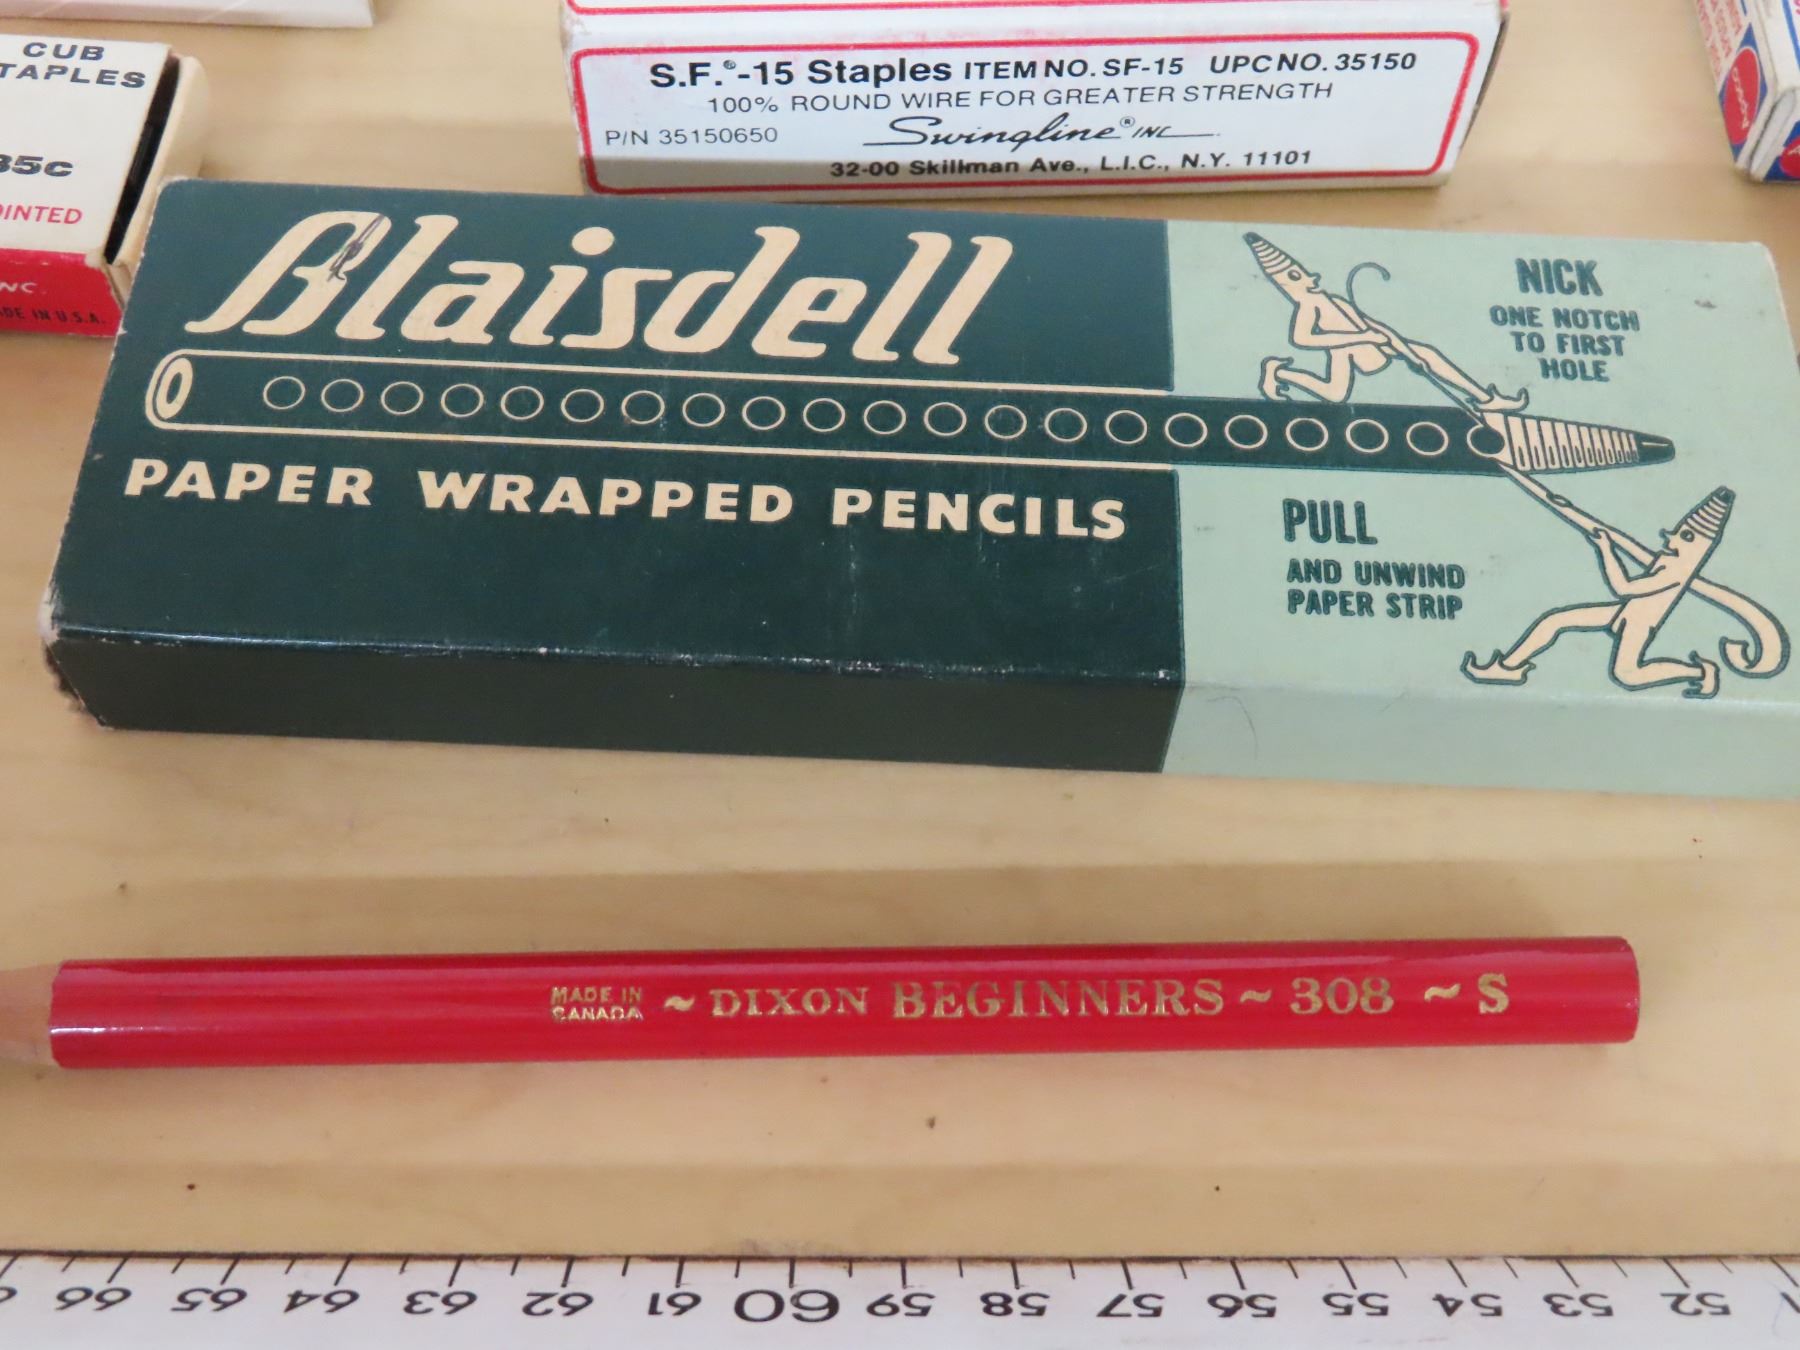 CUB
TAPLES
35c
OINTED
INC.
ADE IN U.S.A.
S.F.®-15 Staples ITEM NO. SF-15 UPC NO. 35150
100% ROUND WIRE FOR GREATER STRENGTH
P/N 35150650 Swingline® INC.
32-00 Skillman Ave., L.I.C., N.Y. 11101
Blaisdell
PAPER WRAPPED PENCILS
NICK
ONE NOTCH
TO FIRST
HOLE
PULL
AND UNWIND
PAPER STRIP
MADE IN
CANADA
~ DIXON BEGINNERS ~ 308 ~ S
66 65 64 63 62 61 60 59 58 57 56 55 54 53 52